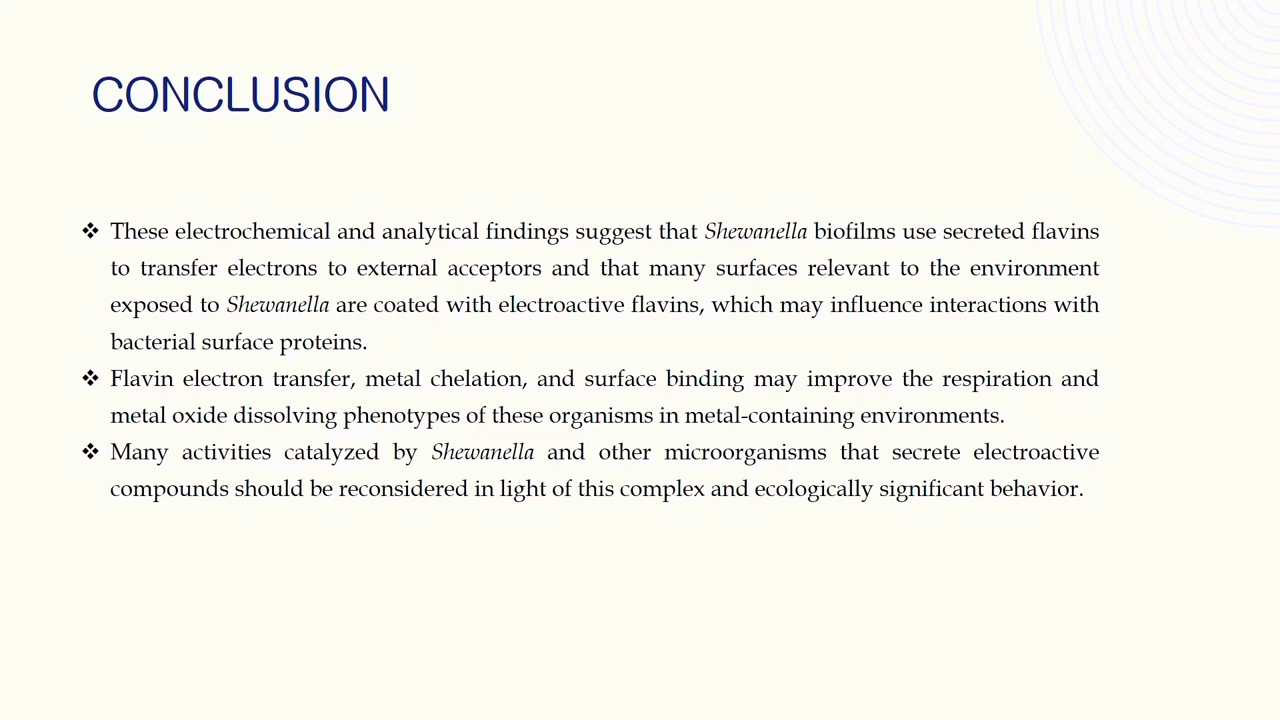 CONCLUSION
❖ These electrochemical and analytical findings suggest that Shewanella biofilms use secreted flavins
to transfer electrons to external acceptors and that many surfaces relevant to the environment
exposed to Shewanella are coated with electroactive flavins, which may influence interactions with
bacterial surface proteins.
❖ Flavin electron transfer, metal chelation, and surface binding may improve the respiration and
metal oxide dissolving phenotypes of these organisms in metal-containing environments.
❖ Many activities catalyzed by Shewanella and other microorganisms that secrete electroactive
compounds should be reconsidered in light of this complex and ecologically significant behavior.